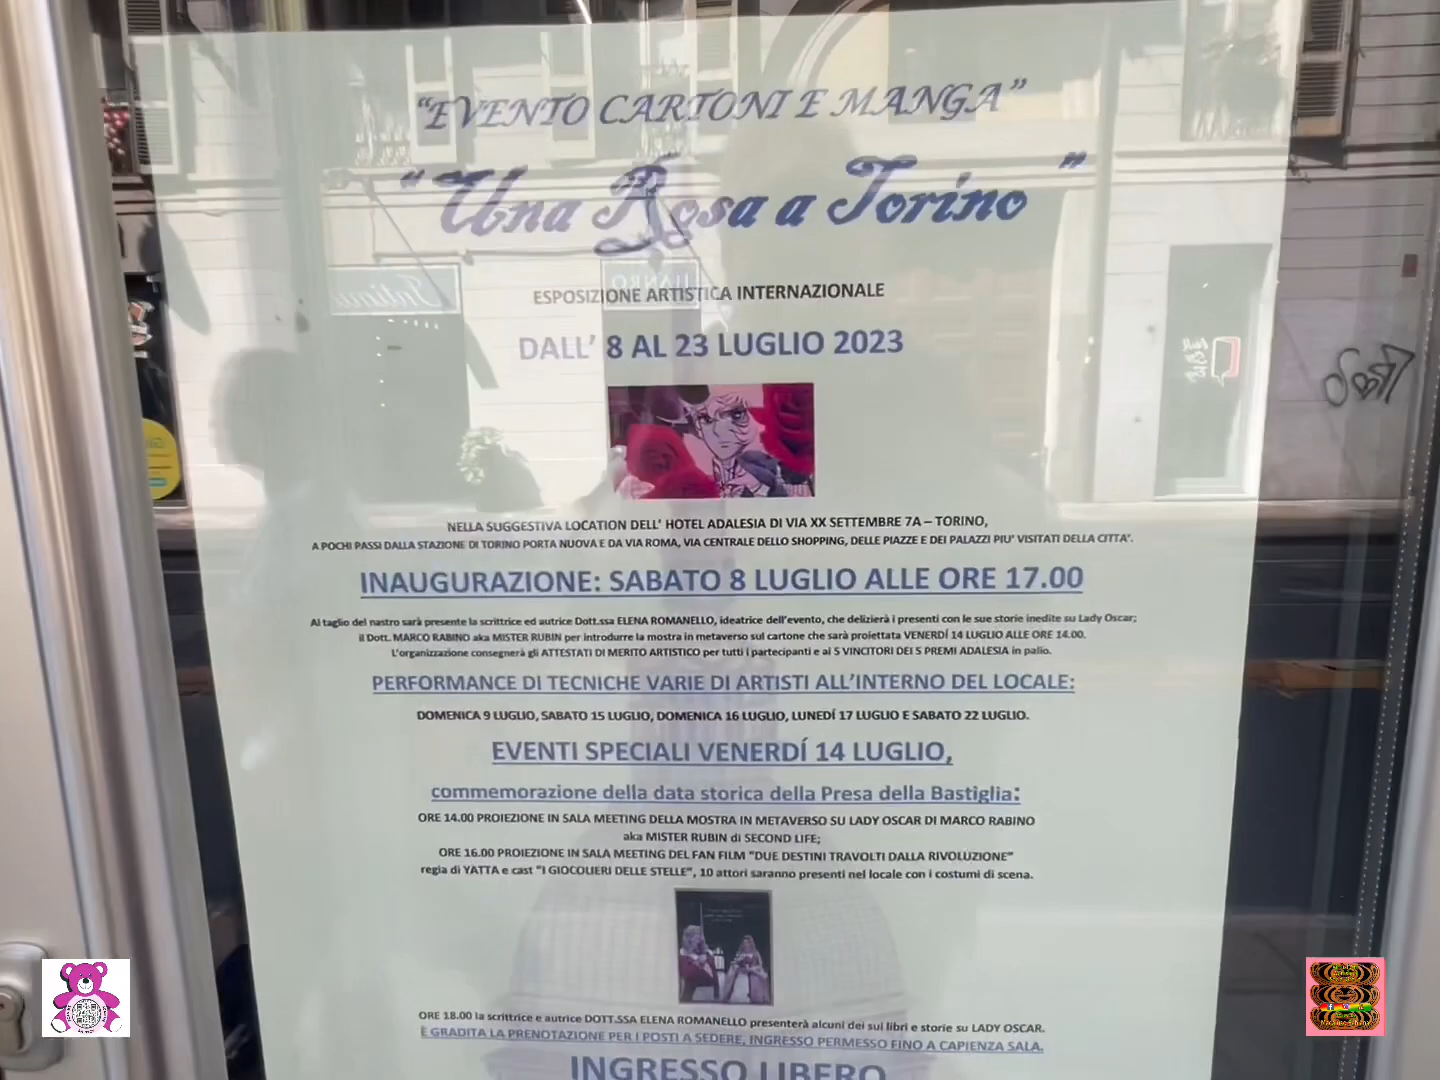 "EVENTO CARTONI E MANGA"
"Una Rosa a Torino"
ESPOSIZIONE ARTISTICA INTERNAZIONALE
DALL' 8 AL 23 LUGLIO 2023
NELLA SUGGESTIVA LOCATION DELL' HOTEL ADALESIA DI VIA XX SETTEMBRE 7A – TORINO,
A POCHI PASSI DALLA STAZIONE DI TORINO PORTA NUOVA E DA VIA ROMA, VIA CENTRALE DELLO SHOPPING, DELLE PIAZZE E DEI PALAZZI PIU' VISITATI DELLA CITTA'.
INAUGURAZIONE: SABATO 8 LUGLIO ALLE ORE 17.00
Al taglio del nastro sarà presente la scrittrice ed autrice Dott.ssa ELENA ROMANELLO, ideatrice dell'evento, che delizierà i presenti con le sue storie inedite su Lady Oscar;
il Dott. MARCO RABINO aka MISTER RUBIN per introdurre la mostra in metaverso sul cartone che sarà proiettata VENERDÍ 14 LUGLIO ALLE ORE 14.00.
L'organizzazione consegnerà gli ATTESTATI DI MERITO ARTISTICO per tutti i partecipanti e ai 5 VINCITORI DEI 5 PREMI ADALESIA in palio.
PERFORMANCE DI TECNICHE VARIE DI ARTISTI ALL'INTERNO DEL LOCALE:
DOMENICA 9 LUGLIO, SABATO 15 LUGLIO, DOMENICA 16 LUGLIO, LUNEDÍ 17 LUGLIO E SABATO 22 LUGLIO.
EVENTI SPECIALI VENERDÍ 14 LUGLIO,
commemorazione della data storica della Presa della Bastiglia:
ORE 14.00 PROIEZIONE IN SALA MEETING DELLA MOSTRA IN METAVERSO SU LADY OSCAR DI MARCO RABINO
aka MISTER RUBIN di SECOND LIFE;
ORE 16.00 PROIEZIONE IN SALA MEETING DEL FAN FILM "DUE DESTINI TRAVOLTI DALLA RIVOLUZIONE"
regia di YATTA e cast "I GIOCOLIERI DELLE STELLE", 10 attori saranno presenti nel locale con i costumi di scena.
ORE 18.00 la scrittrice e autrice DOTT.SSA ELENA ROMANELLO presenterà alcuni dei sui libri e storie su LADY OSCAR.
È GRADITA LA PRENOTAZIONE PER I POSTI A SEDERE, INGRESSO PERMESSO FINO A CAPIENZA SALA.
INGRESSO LIBERO